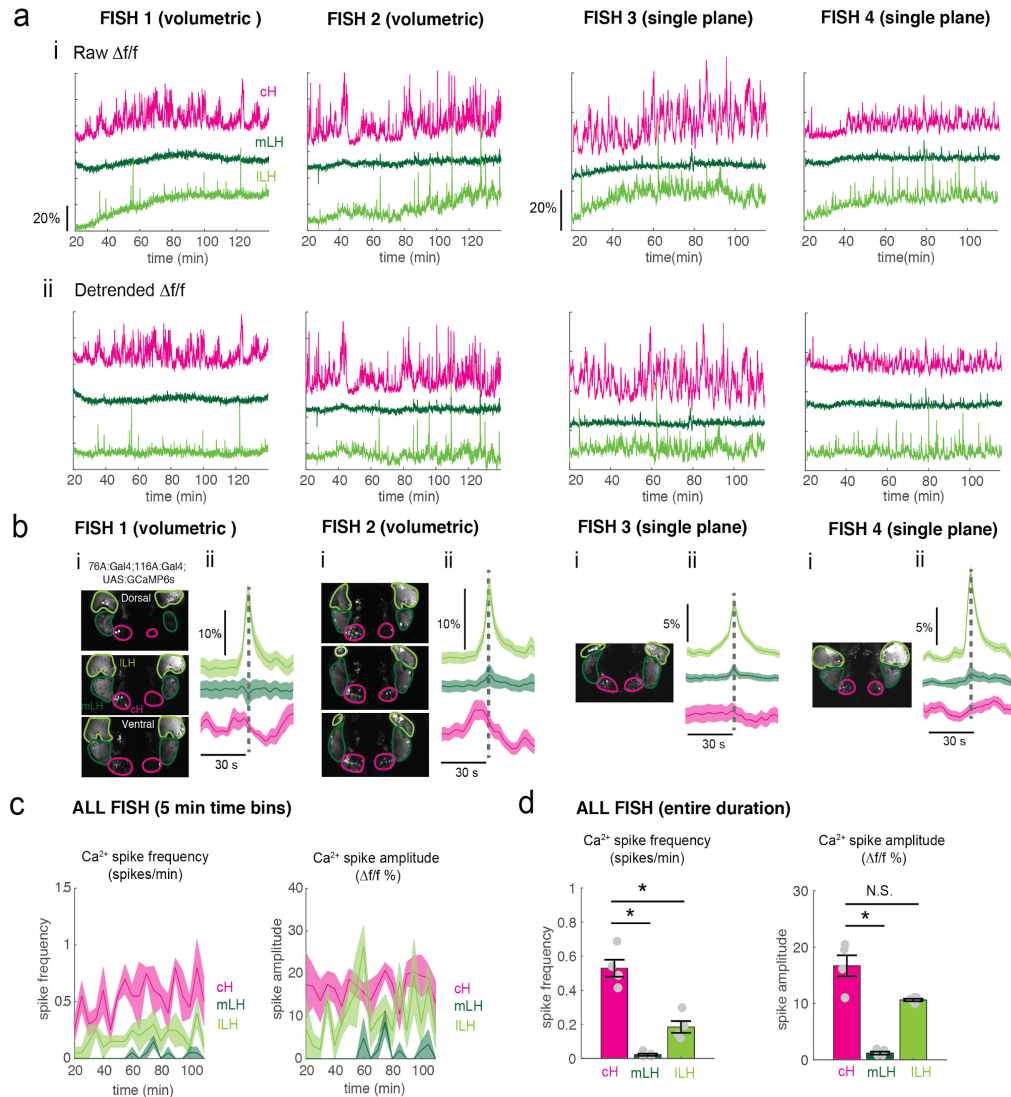 a
FISH 1 (volumetric )
FISH 2 (volumetric)
FISH 3 (single plane)
FISH 4 (single plane)
i Raw Δf/f
cH
mLH
lLH
20%
20%
20 40 60 80 100 120
20 40 60 80 100 120
20 40 60 80 100
20 40 60 80 100
time (min)
time (min)
time(min)
time (min)
ii Detrended Δf/f
20 40 60 80 100 120
20 40 60 80 100 120
20 40 60 80 100
20 40 60 80 100
time (min)
time (min)
time (min)
time (min)
b
FISH 1 (volumetric )
FISH 2 (volumetric)
FISH 3 (single plane)
FISH 4 (single plane)
i ii i ii i ii i ii
76A:Gal4;116A:Gal4;
UAS:GCaMP6s
Dorsal
lLH
mLH
cH
Ventral
10%
10%
5%
5%
30 s
30 s
30 s
30 s
c ALL FISH (5 min time bins)
Ca²⁺ spike frequency
(spikes/min)
Ca²⁺ spike amplitude
(Δf/f %)
spike frequency
1.5
1
0.5
0
20 40 60 80 100
time (min)
cH
mLH
lLH
spike amplitude
40
30
20
10
0
20 40 60 80 100
time (min)
cH
mLH
lLH
d ALL FISH (entire duration)
Ca²⁺ spike frequency
(spikes/min)
Ca²⁺ spike amplitude
(Δf/f %)
spike frequency
1
0.8
0.6
0.4
0.2
0
*
*
cH mLH lLH
spike amplitude
30
20
10
0
N.S.
*
cH mLH lLH